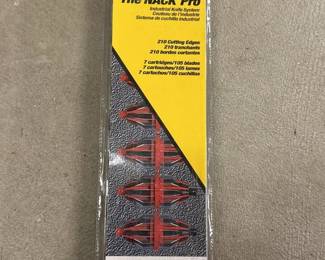 The NACK Pro
Industrial Knife System
Couteau de l'industrie
Sistema de cuchilla industrial
210 Cutting Edges
210 tranchants
210 bordes cortantes
7 cartridges/105 blades
7 cartouches/105 lames
7 cartuchos/105 cuchillas